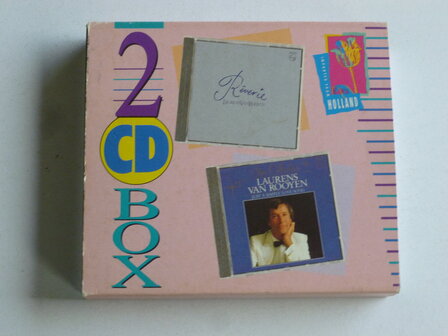 2
CD
BOX
Rêverie
HOLLAND
LAURENS
VAN ROOYEN